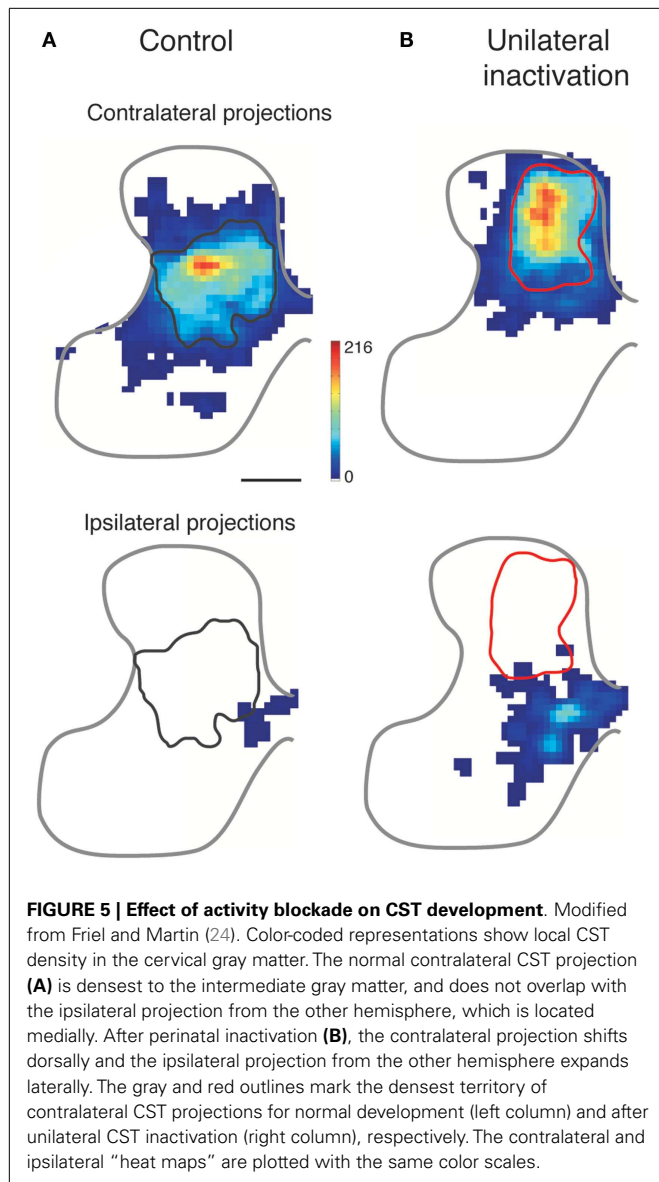 A Control
B Unilateral
inactivation
Contralateral projections
216
0
Ipsilateral projections
FIGURE 5 | Effect of activity blockade on CST development. Modified
from Friel and Martin (24). Color-coded representations show local CST
density in the cervical gray matter. The normal contralateral CST projection
(A) is densest to the intermediate gray matter, and does not overlap with
the ipsilateral projection from the other hemisphere, which is located
medially. After perinatal inactivation (B), the contralateral projection shifts
dorsally and the ipsilateral projection from the other hemisphere expands
laterally. The gray and red outlines mark the densest territory of
contralateral CST projections for normal development (left column) and after
unilateral CST inactivation (right column), respectively. The contralateral and
ipsilateral “heat maps” are plotted with the same color scales.